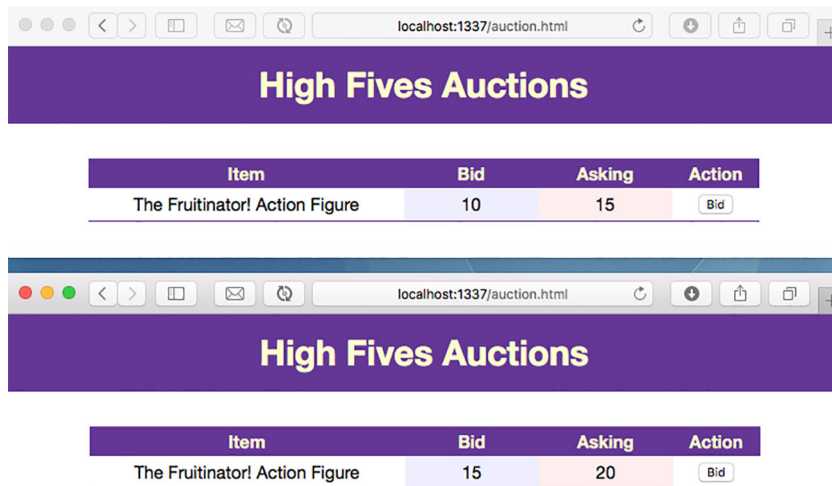 localhost:1337/auction.html
High Fives Auctions
Item Bid Asking Action
The Fruitinator! Action Figure 10 15 Bid
localhost:1337/auction.html
High Fives Auctions
Item Bid Asking Action
The Fruitinator! Action Figure 15 20 Bid